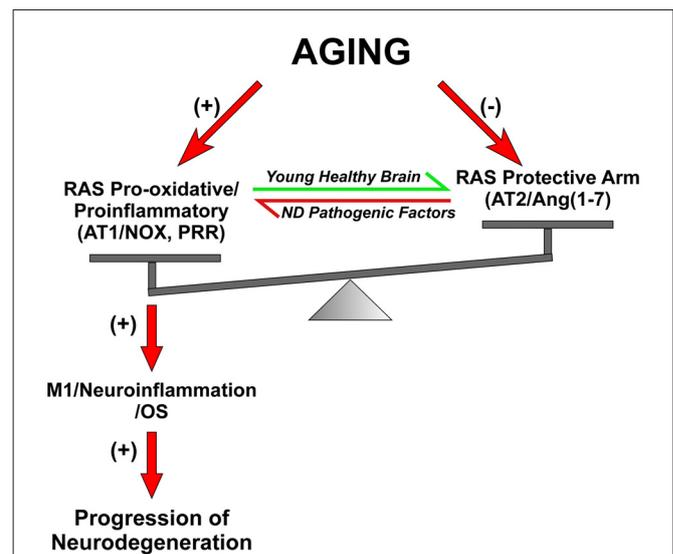 AGING
(+)
(-)
Young Healthy Brain
ND Pathogenic Factors
RAS Pro-oxidative/
Proinflammatory
(AT1/NOX, PRR)
RAS Protective Arm
(AT2/Ang(1-7)
(+)
M1/Neuroinflammation
/OS
(+)
Progression of
Neurodegeneration